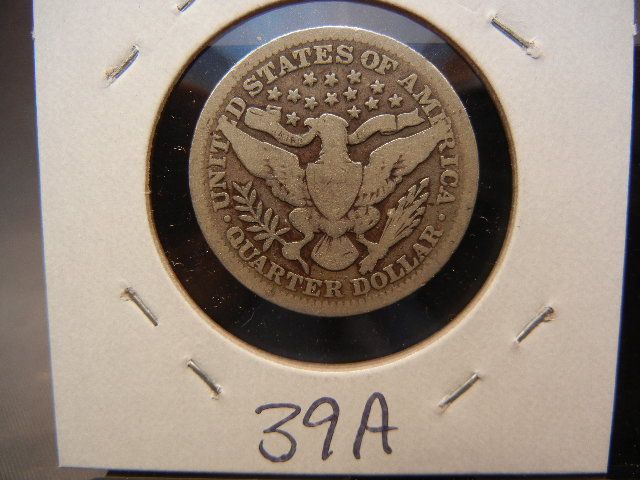 · UNITED STATES OF AMERICA ·
QUARTER DOLLAR
39A